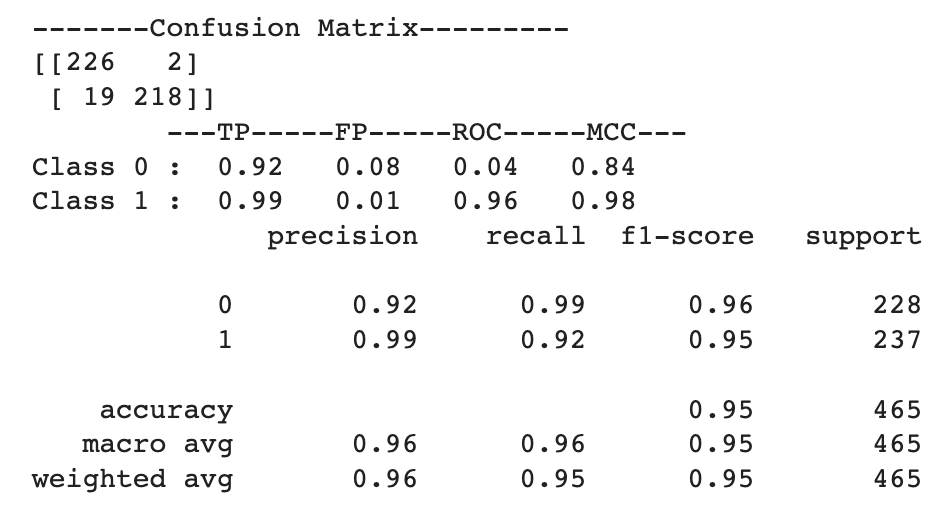 -------Confusion Matrix---------
[[226   2]
 [ 19 218]]
        ---TP-----FP-----ROC-----MCC---
Class 0 :  0.92   0.08   0.04   0.84
Class 1 :  0.99   0.01   0.96   0.98
              precision    recall  f1-score   support

           0       0.92      0.99      0.96       228
           1       0.99      0.92      0.95       237

    accuracy                           0.95       465
   macro avg       0.96      0.96      0.95       465
weighted avg       0.96      0.95      0.95       465